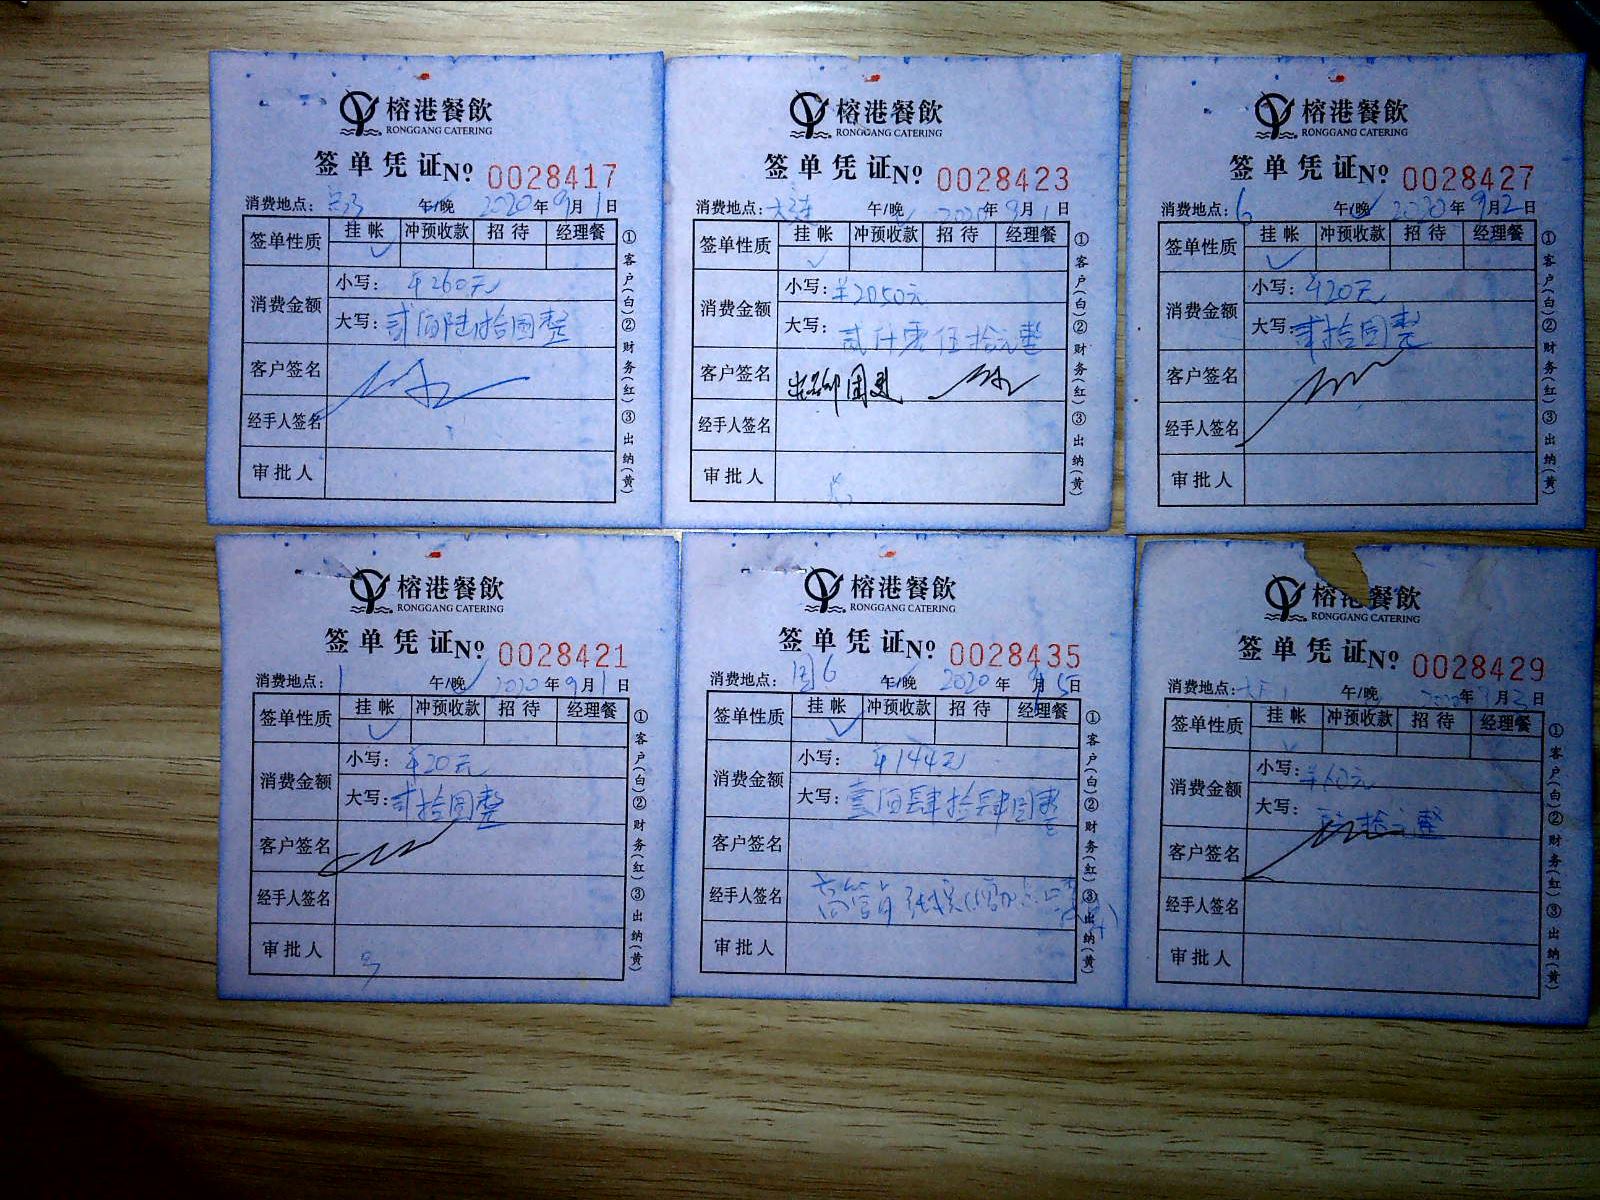 榕港餐飲
RONGGANG CATERING
签单凭证№ 0028417
消费地点: 午/晚 2020年9月1日
签单性质 挂帐 冲预收款 招待 经理餐
消费金额
小写: ¥260元
大写: 贰佰陆拾圆整
客户签名
经手人签名
审批人
①客户(白)②财务(红)③出纳(黄)
榕港餐飲
RONGGANG CATERING
签单凭证№ 0028423
消费地点: 午/晚 2020年9月1日
签单性质 挂帐 冲预收款 招待 经理餐
消费金额
小写: ¥2050元
大写: 贰仟零伍拾元整
客户签名
经手人签名
审批人
①客户(白)②财务(红)③出纳(黄)
榕港餐飲
RONGGANG CATERING
签单凭证№ 0028427
消费地点: 6 午/晚 2020年9月2日
签单性质 挂帐 冲预收款 招待 经理餐
消费金额
小写: ¥20元
大写: 贰拾圆整
客户签名
经手人签名
审批人
①客户(白)②财务(红)③出纳(黄)
榕港餐飲
RONGGANG CATERING
签单凭证№ 0028421
消费地点: 1 午/晚 2020年9月1日
签单性质 挂帐 冲预收款 招待 经理餐
消费金额
小写: ¥20元
大写: 贰拾圆整
客户签名
经手人签名
审批人
①客户(白)②财务(红)③出纳(黄)
榕港餐飲
RONGGANG CATERING
签单凭证№ 0028435
消费地点: 午/晚 2020年9月5日
签单性质 挂帐 冲预收款 招待 经理餐
消费金额
小写: ¥144元
大写: 壹佰肆拾肆圆整
客户签名
经手人签名
审批人
①客户(白)②财务(红)③出纳(黄)
榕港餐飲
RONGGANG CATERING
签单凭证№ 0028429
消费地点: 午/晚 2020年9月3日
签单性质 挂帐 冲预收款 招待 经理餐
消费金额
小写: ¥60元
大写: 陆拾元整
客户签名
经手人签名
审批人
①客户(白)②财务(红)③出纳(黄)